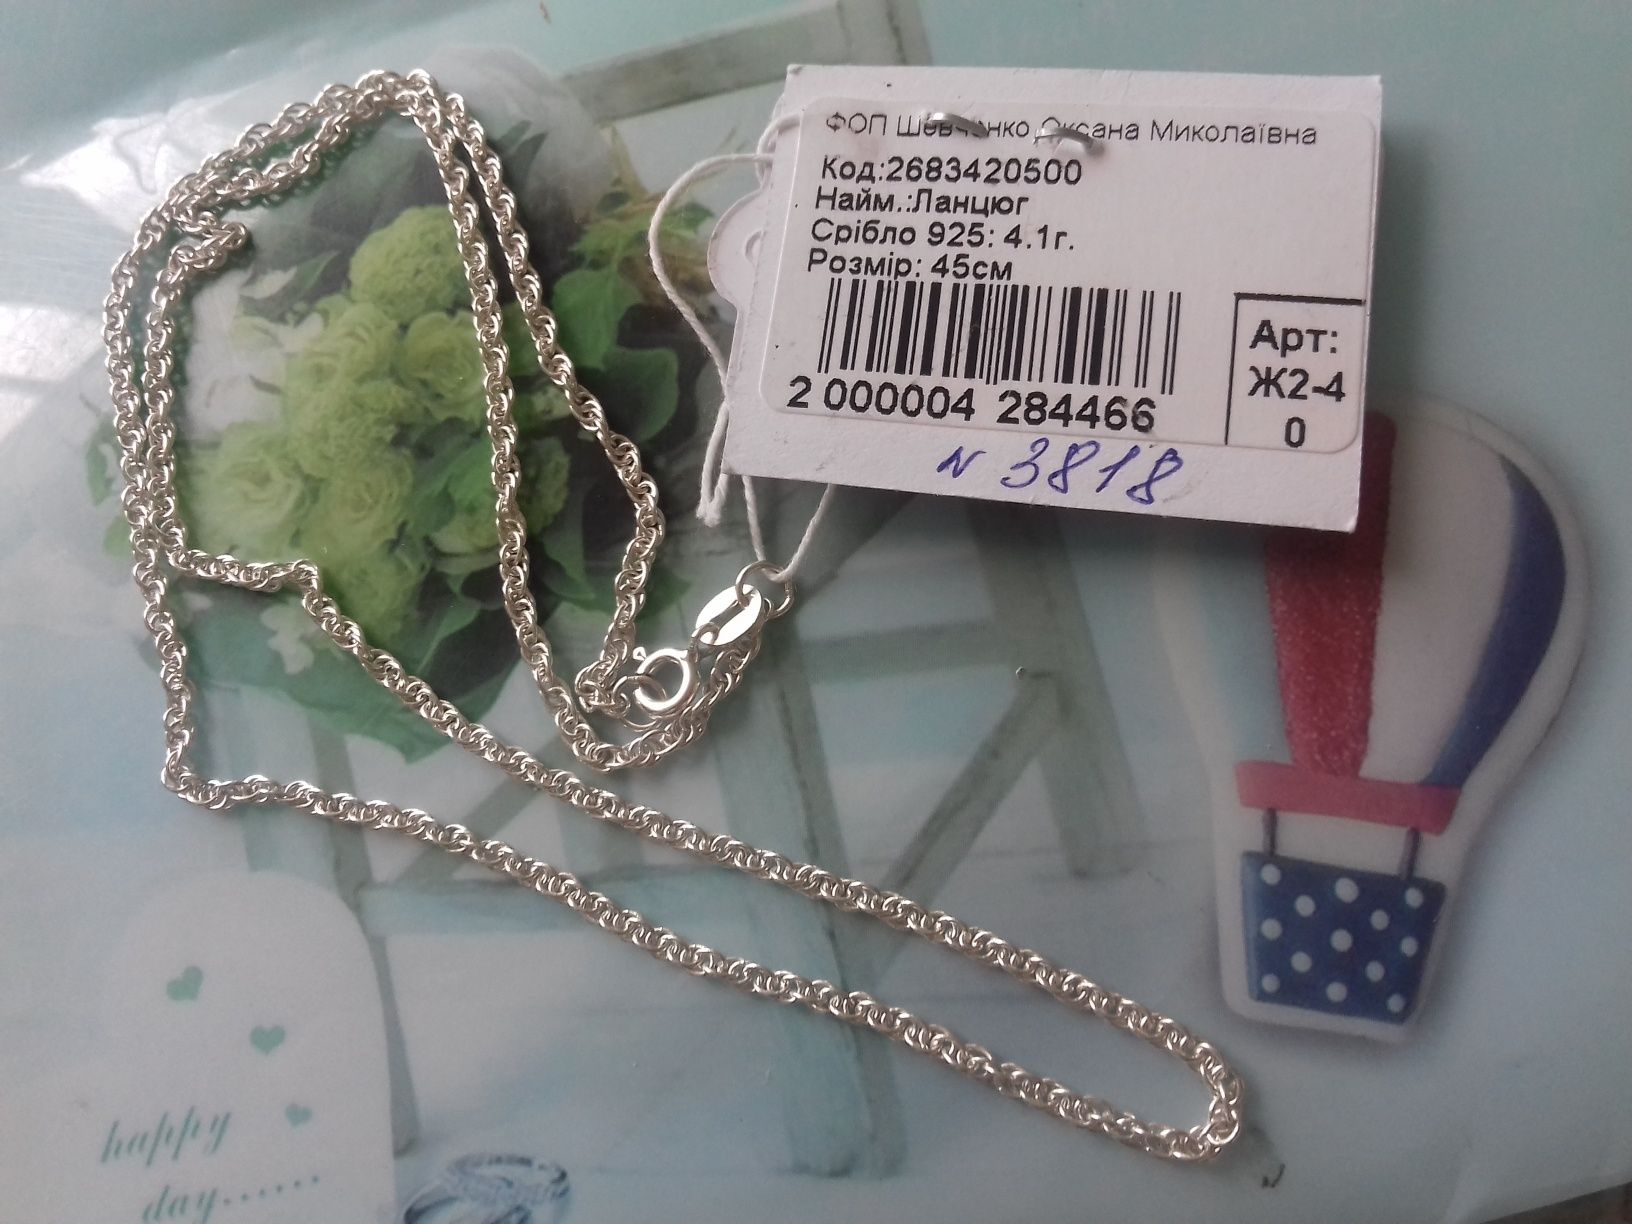 ФОП Шевченко Оксана Миколаївна
Код:2683420500
Найм.:Ланцюг
Срібло 925: 4.1г.
Розмір: 45см
2 000004 284466
Арт:
Ж2-4
0
N 3818
happy
day......